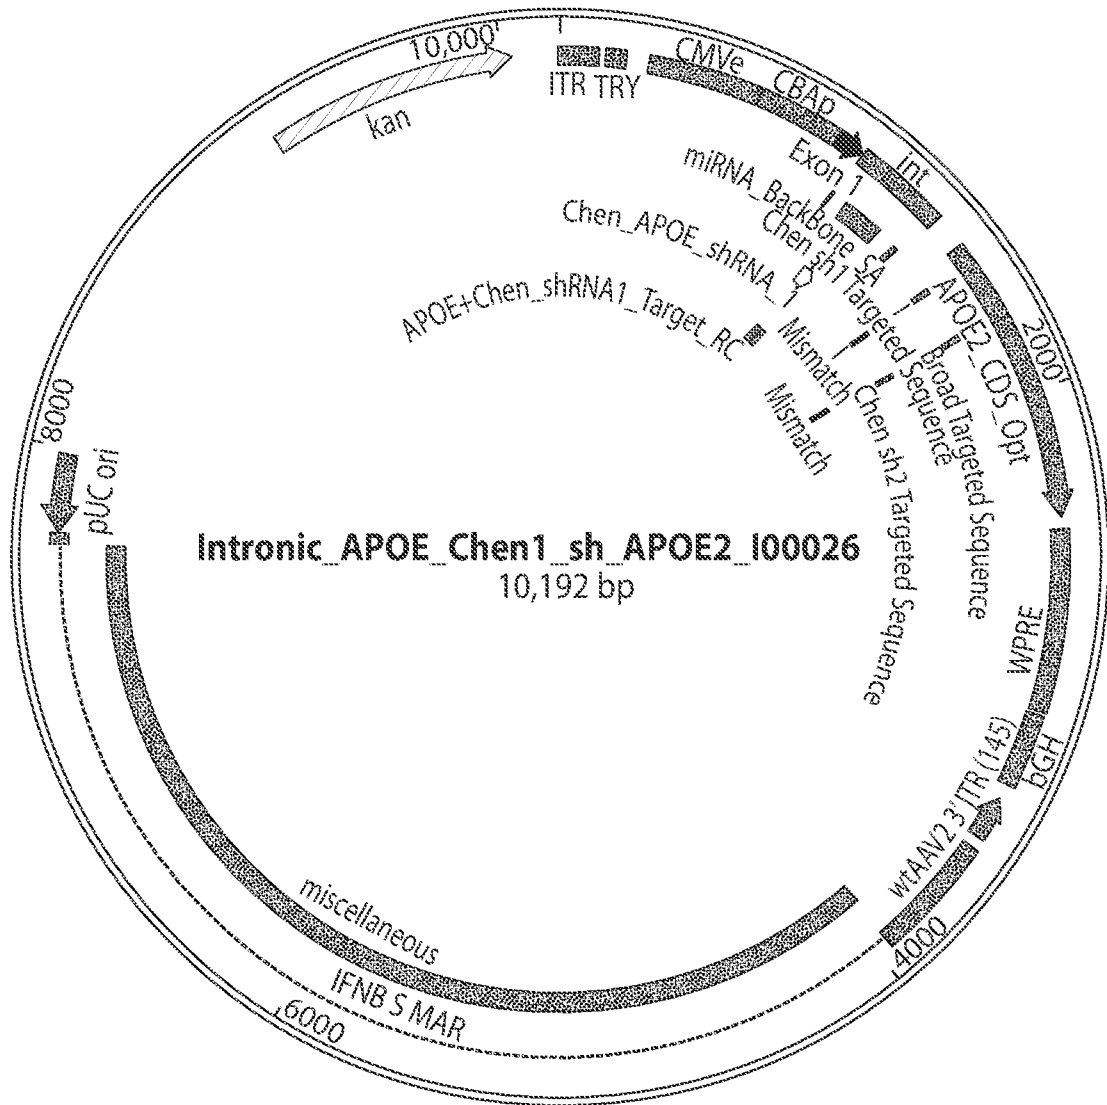 10,000
ITR
TRY
CMVe
CBAp
kan
Exon 1
int
miRNA_BackBone
SA
Chen_APOE_shRNA_1
Chen sh1 Targeted Sequence
APOE+Chen_shRNA1_Target_RC
Mismatch
APOE2_CDS_Opt
2000
Broad Targeted Sequence
Mismatch
Chen sh2 Targeted Sequence
8000
pUC ori
Intronic_APOE_Chen1_sh_APOE2_I00026
10,192 bp
WPRE
bGH
wtAAV2 3' ITR (145)
4000
miscellaneous
IFNB S MAR
6000